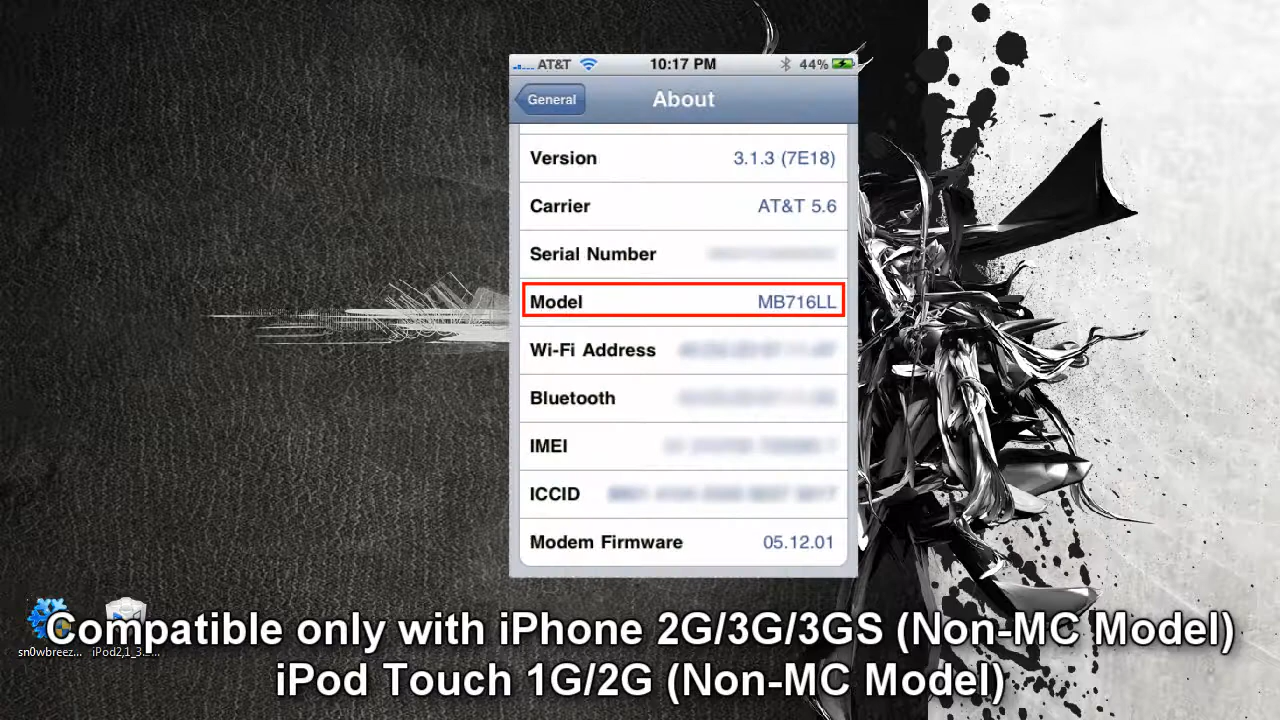 AT&T 10:17 PM 44%
General About
Version 3.1.3 (7E18)
Carrier AT&T 5.6
Serial Number
Model MB716LL
Wi-Fi Address
Bluetooth
IMEI
ICCID
Modem Firmware 05.12.01
Compatible only with iPhone 2G/3G/3GS (Non-MC Model)
sn0wbreez...
iPod Touch 1G/2G (Non-MC Model)